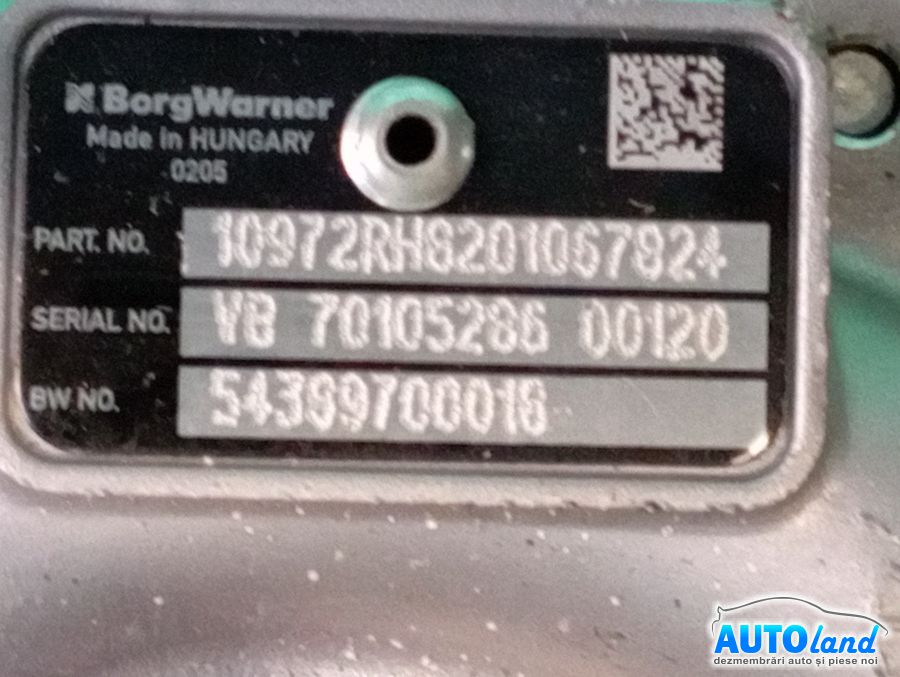 BorgWarner
Made in HUNGARY
0205
PART. NO. 10972RH8201067824
SERIAL NO. VB 70105286 00120
BW NO. 54389700016
AUTOland
dezmembrări auto și piese noi